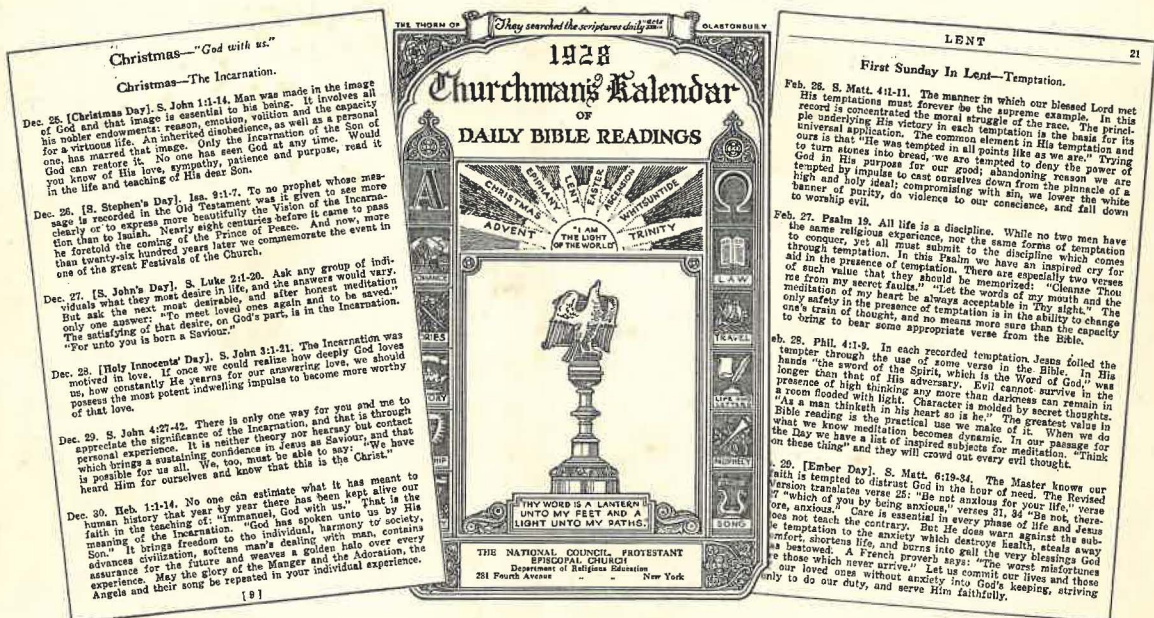 Christmas—"God with us."
Christmas—The Incarnation.
Dec. 25. [Christmas Day]. S. John 1:1-14. Man was made in the image
of God and that image is essential to his being. It involves all
his nobler endowments: reason, emotion, volition and the capacity
for a virtuous life. An inherited disobedience, as well as a personal
one, has marred that image. Only the Incarnation of the Son of
God can restore it. No one has seen God at any time. Would
you know of His love, sympathy, patience and purpose, read it
in the life and teaching of His dear Son.
Dec. 26. [S. Stephen's Day]. Isa. 9:1-7. To no prophet whose mes-
sage is recorded in the Old Testament was it given to see more
clearly or to express more beautifully the Vision of the Incarna-
tion than to Isaiah. Nearly eight centuries before it came to pass
he foretold the coming of the Prince of Peace. And now, more
than twenty-six hundred years later we commemorate the event in
one of the great Festivals of the Church.
Dec. 27. [S. John's Day]. S. Luke 2:1-20. Ask any group of indi-
viduals what they most desire in life, and the answers would vary.
But ask the next most desirable, and after honest meditation
only one answer: "To meet loved ones again and to be saved."
The satisfying of that desire, on God's part, is in the Incarnation.
"For unto you is born a Saviour."
Dec. 28. [Holy Innocents' Day]. S. John 3:1-21. The Incarnation was
motived in love. If once we could realize how deeply God loves
us, how constantly He yearns for our answering love, we should
possess the most potent indwelling impulse to become more worthy
of that love.
Dec. 29. S. John 4:27-42. There is only one way for you and me to
appreciate the significance of the Incarnation, and that is through
personal experience. It is neither theory nor hearsay but contact
which brings a sustaining confidence in Jesus as Saviour, and that
is possible for us all. We, too, must be able to say: "We have
heard Him for ourselves and know that this is the Christ."
Dec. 30. Heb. 1:1-14. No one can estimate what it has meant to
human history that year by year there has been kept alive our
faith in the teaching of: "Immanuel, God with us." That is the
meaning of the Incarnation. "God has spoken unto us by His
Son." It brings freedom to the individual, harmony to society,
advances civilization, softens man's dealing with man, contains
assurance for the future and weaves a golden halo over every
experience. May the glory of the Manger and the Adoration, the
Angels and their song be repeated in your individual experience.
[9]
THE THORN OF
They searched the scriptures daily acts
GLASTONBURY
1928
Churchman's Kalendar
OF
DAILY BIBLE READINGS
ADVENT
CHRISTMAS
EPIPHANY
LENT
EASTER
ASCENSION
WHITSUNTIDE
TRINITY
"I AM
THE LIGHT
OF THE WORLD"
Α
Ω
LAW
TRAVEL
LIFE AND
LETTERS
PROPHECY
SONG
THY WORD IS A LANTERN
UNTO MY FEET AND A
LIGHT UNTO MY PATHS.
THE NATIONAL COUNCIL, PROTESTANT
EPISCOPAL CHURCH
Department of Religious Education
281 Fourth Avenue New York
LENT 21
First Sunday In Lent—Temptation.
Feb. 26. S. Matt. 4:1-11. The manner in which our blessed Lord met
His temptations must forever be the supreme example. In this
record is concentrated the moral struggle of the race. The princi-
ple underlying His victory in each temptation is the basis for its
universal application. The common element in His temptation and
ours is that "He was tempted in all points like as we are." Trying
to turn stones into bread, we are tempted to deny the power of
God in His purpose for our good; abandoning reason we are
tempted by impulse to cast ourselves down from the pinnacle of a
high and holy ideal; compromising with sin, we lower the white
banner of purity, do violence to our conscience, and fall down
to worship evil.
Feb. 27. Psalm 19. All life is a discipline. While no two men have
the same religious experience, nor the same forms of temptation
to conquer, yet all must submit to the discipline which comes
through temptation. In this Psalm we have an inspired cry for
aid in the presence of temptation. There are especially two verses
of such value that they should be memorized: "Cleanse Thou
me from my secret faults." "Let the words of my mouth and the
meditation of my heart be always acceptable in Thy sight." The
only safety in the presence of temptation is in the ability to change
one's train of thought, and no means more sure than the capacity
to bring to bear some appropriate verse from the Bible.
eb. 28. Phil. 4:1-9. In each recorded temptation Jesus foiled the
tempter through the use of some verse in the Bible. In His
hands "the sword of the Spirit, which is the Word of God," was
longer than that of His adversary. Evil cannot survive in the
presence of high thinking any more than darkness can remain in
a room flooded with light. Character is molded by secret thoughts.
"As a man thinketh in his heart so is he." The greatest value in
Bible reading is the practical use we make of it. When we do
what we know meditation becomes dynamic. In our passage for
the Day we have a list of inspired subjects for meditation. "Think
on these thing" and they will crowd out every evil thought.
29. [Ember Day]. S. Matt. 6:19-34. The Master knows our
faith is tempted to distrust God in the hour of need. The Revised
Version translates verse 25: "Be not anxious for your life," verse
7 "which of you by being anxious," verses 31, 34 "Be not, there-
ore, anxious." Care is essential in every phase of life and Jesus
oes not teach the contrary. But He does warn against the sub-
le temptation to the anxiety which destroys health, steals away
mfort, shortens life, and burns into gall the very blessings God
as bestowed. A French proverb says: "The worst misfortunes
e those which never arrive." Let us commit our lives and those
our loved ones without anxiety into God's keeping, striving
nly to do our duty, and serve Him faithfully.